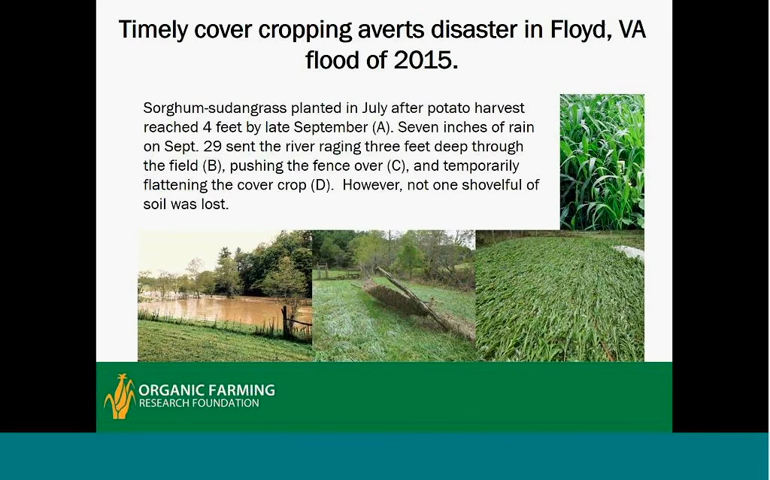 Timely cover cropping averts disaster in Floyd, VA
flood of 2015.
Sorghum-sudangrass planted in July after potato harvest
reached 4 feet by late September (A). Seven inches of rain
on Sept. 29 sent the river raging three feet deep through
the field (B), pushing the fence over (C), and temporarily
flattening the cover crop (D).  However, not one shovelful of
soil was lost.
ORGANIC FARMING
RESEARCH FOUNDATION